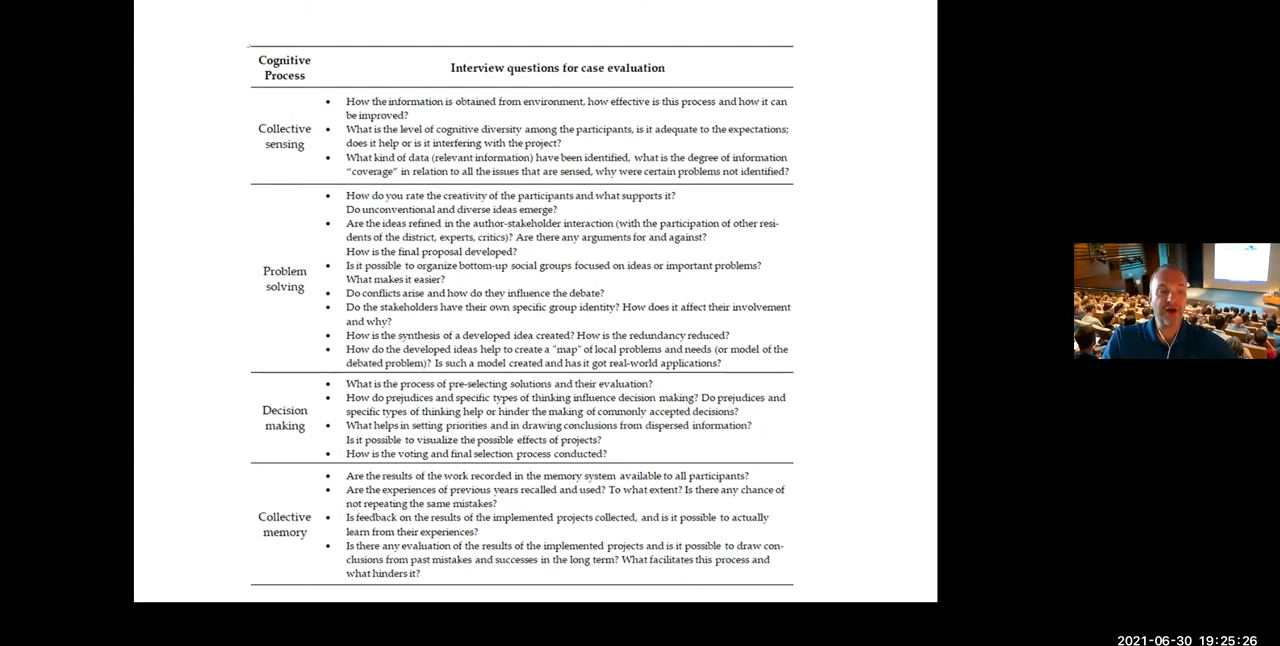 Cognitive
Process
Interview questions for case evaluation
Collective
sensing
• How the information is obtained from environment, how effective is this process and how it can
be improved?
• What is the level of cognitive diversity among the participants, is it adequate to the expectations;
does it help or is it interfering with the project?
• What kind of data (relevant information) have been identified, what is the degree of information
“coverage” in relation to all the issues that are sensed, why were certain problems not identified?
Problem
solving
• How do you rate the creativity of the participants and what supports it?
Do unconventional and diverse ideas emerge?
• Are the ideas refined in the author-stakeholder interaction (with the participation of other resi-
dents of the district, experts, critics)? Are there any arguments for and against?
How is the final proposal developed?
• Is it possible to organize bottom-up social groups focused on ideas or important problems?
What makes it easier?
• Do conflicts arise and how do they influence the debate?
• Do the stakeholders have their own specific group identity? How does it affect their involvement
and why?
• How is the synthesis of a developed idea created? How is the redundancy reduced?
• How do the developed ideas help to create a "map" of local problems and needs (or model of the
debated problem)? Is such a model created and has it got real-world applications?
Decision
making
• What is the process of pre-selecting solutions and their evaluation?
• How do prejudices and specific types of thinking influence decision making? Do prejudices and
specific types of thinking help or hinder the making of commonly accepted decisions?
• What helps in setting priorities and in drawing conclusions from dispersed information?
Is it possible to visualize the possible effects of projects?
• How is the voting and final selection process conducted?
Collective
memory
• Are the results of the work recorded in the memory system available to all participants?
• Are the experiences of previous years recalled and used? To what extent? Is there any chance of
not repeating the same mistakes?
• Is feedback on the results of the implemented projects collected, and is it possible to actually
learn from their experiences?
• Is there any evaluation of the results of the implemented projects and is it possible to draw con-
clusions from past mistakes and successes in the long term? What facilitates this process and
what hinders it?
2021-06-30 19:25:26